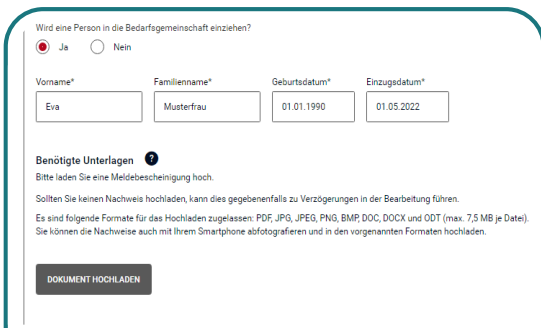 Wird eine Person in die Bedarfsgemeinschaft einziehen?
Ja Nein
Vorname* Familienname* Geburtsdatum* Einzugsdatum*
Eva Musterfrau 01.01.1990 01.05.2022
Benötigte Unterlagen ?
Bitte laden Sie eine Meldebescheinigung hoch.
Sollten Sie keinen Nachweis hochladen, kann dies gegebenenfalls zu Verzögerungen in der Bearbeitung führen.
Es sind folgende Formate für das Hochladen zugelassen: PDF, JPG, JPEG, PNG, BMP, DOC, DOCX und ODT (max. 7,5 MB je Datei).
Sie können die Nachweise auch mit Ihrem Smartphone abfotografieren und in den vorgenannten Formaten hochladen.
DOKUMENT HOCHLADEN